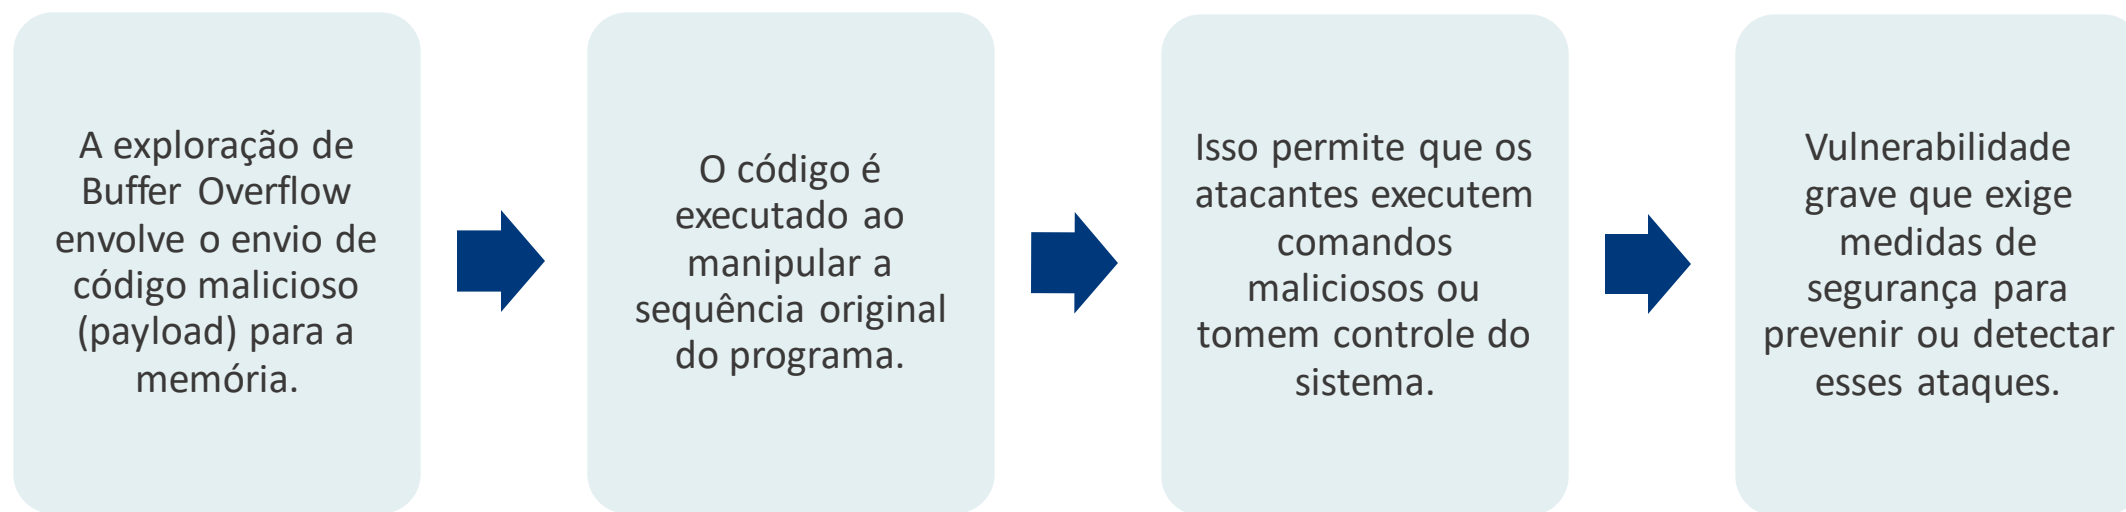 A exploração de
Buffer Overflow
envolve o envio de
código malicioso
(payload) para a
memória.
O código é
executado ao
manipular a
sequência original
do programa.
Isso permite que os
atacantes executem
comandos
maliciosos ou
tomem controle do
sistema.
Vulnerabilidade
grave que exige
medidas de
segurança para
prevenir ou detectar
esses ataques.